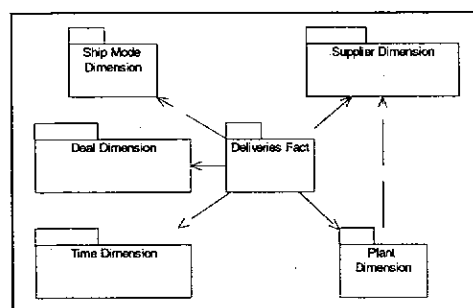 Ship Mode
Dimension
Supplier Dimension
Deal Dimension
Deliveries Fact
Time Dimension
Plant
Dimension